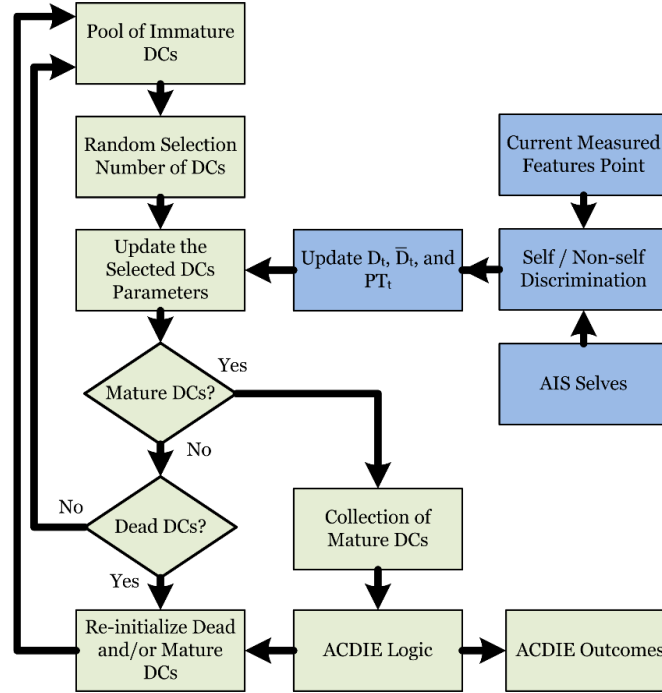 Pool of Immature
DCs
Random Selection
Number of DCs
Current Measured
Features Point
Update the
Selected DCs
Parameters
Update Dₜ, D̅ₜ, and
PTₜ
Self / Non-self
Discrimination
Yes
Mature DCs?
AIS Selves
No
No
Dead DCs?
Collection of
Mature DCs
Yes
Re-initialize Dead
and/or Mature
DCs
ACDIE Logic
ACDIE Outcomes